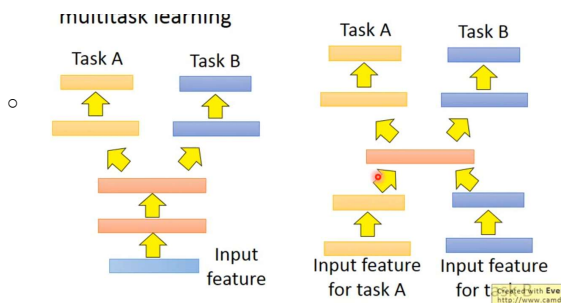 multitask learning
Task A
Task B
Input
feature
Task A
Task B
Input feature
for task A
Input feature
for
Created with Eve
http://www.camd